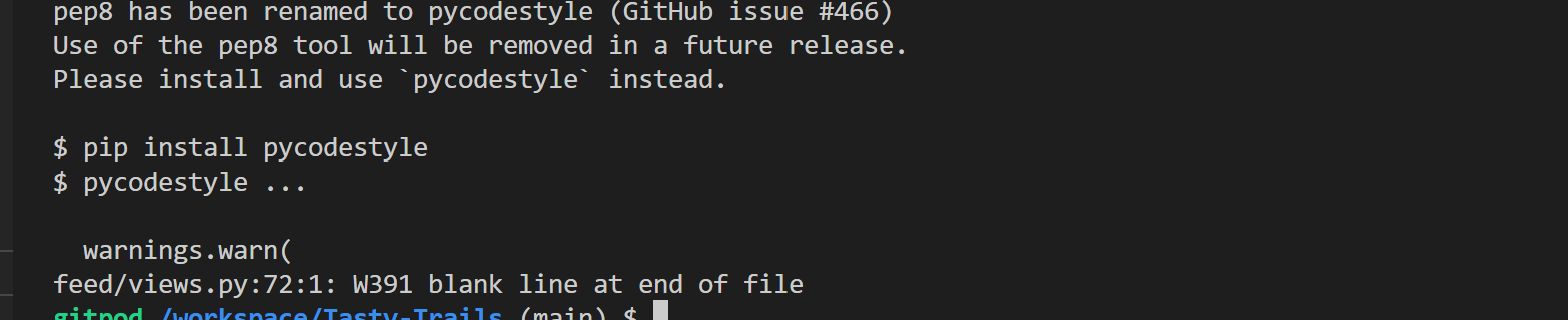 pep8 has been renamed to pycodestyle (GitHub issue #466)
Use of the pep8 tool will be removed in a future release.
Please install and use `pycodestyle` instead.
$ pip install pycodestyle
$ pycodestyle ...
warnings.warn(
feed/views.py:72:1: W391 blank line at end of file
gitpod /workspace/Tasty-Trails (main) $